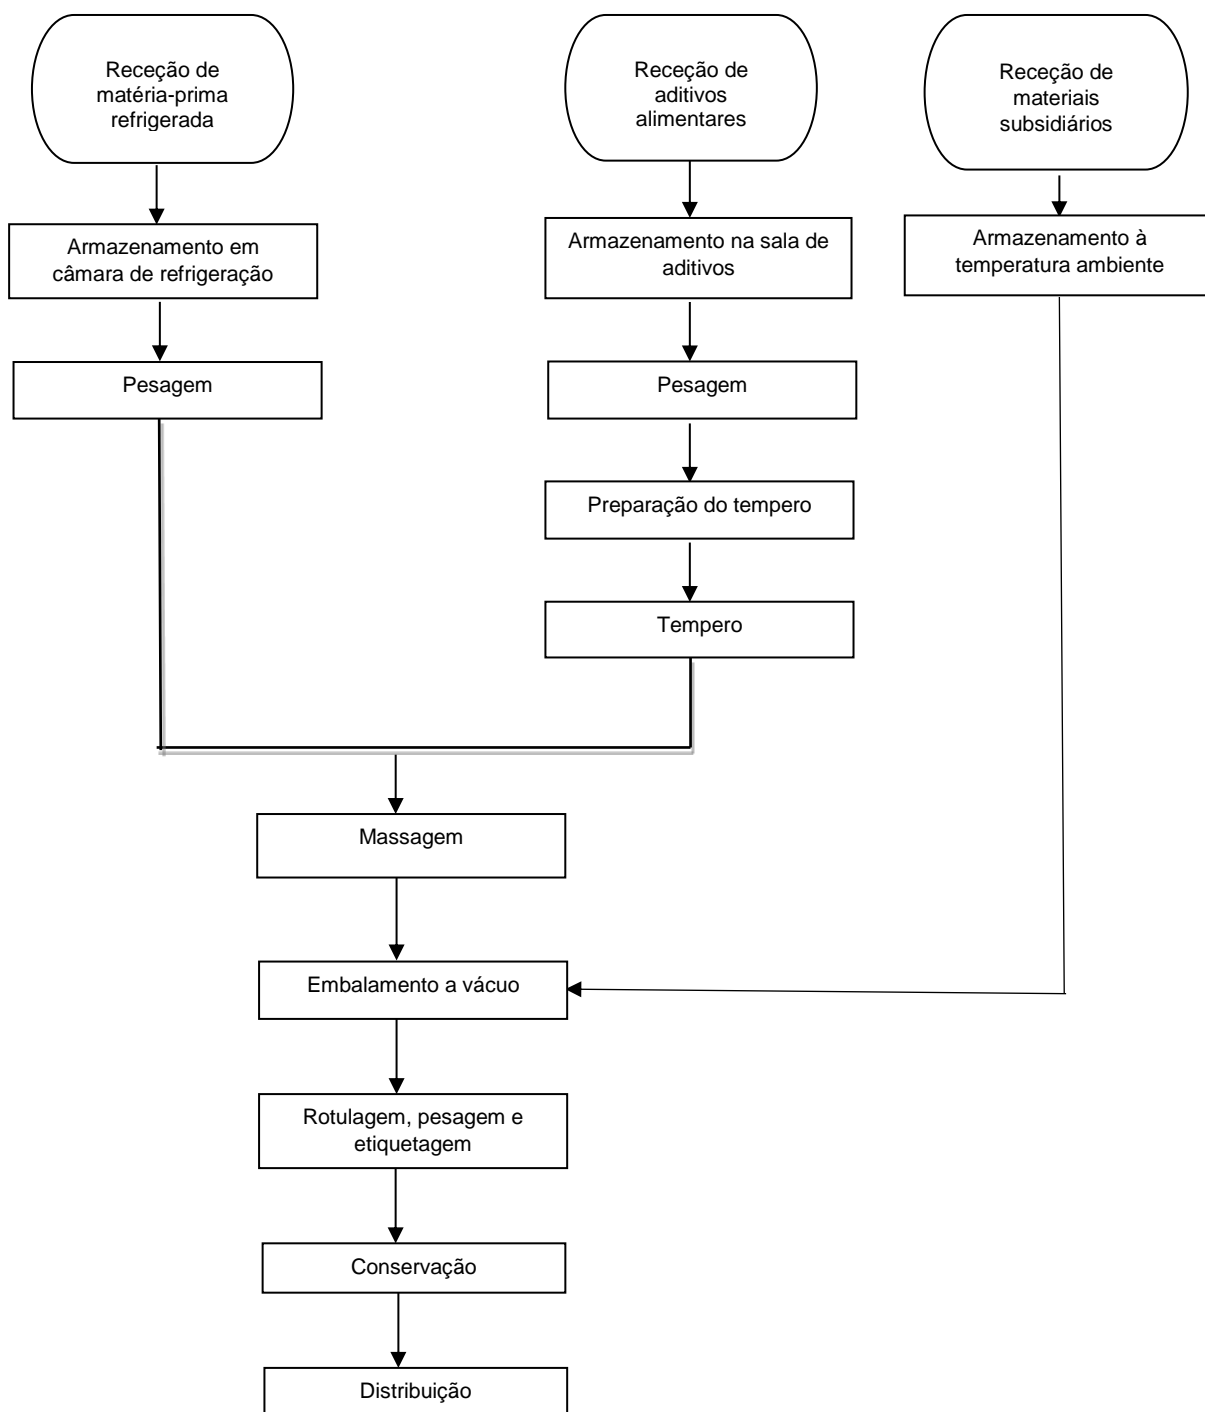 Receção de
matéria-prima
refrigerada
Receção de
aditivos
alimentares
Receção de
materiais
subsidiários
Armazenamento em
câmara de refrigeração
Armazenamento na sala de
aditivos
Armazenamento à
temperatura ambiente
Pesagem
Pesagem
Preparação do tempero
Tempero
Massagem
Embalamento a vácuo
Rotulagem, pesagem e
etiquetagem
Conservação
Distribuição